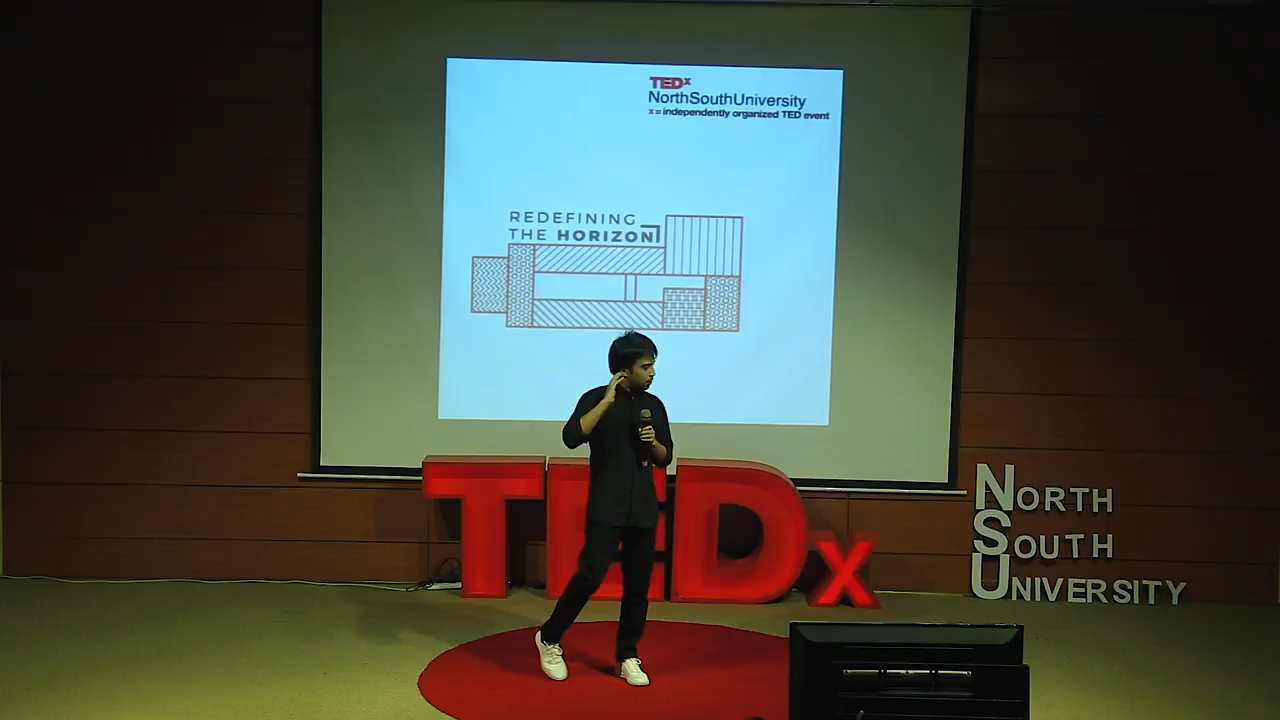 TEDx
NorthSouthUniversity
x = independently organized TED event
REDEFINING
THE HORIZON
TEDx
NORTH
SOUTH
UNIVERSITY